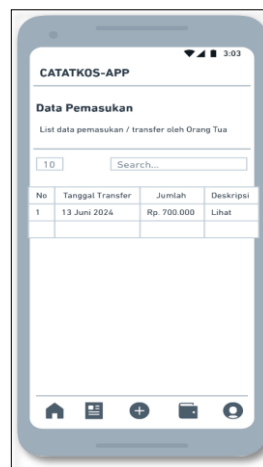 3:03
CATATKOS-APP
Data Pemasukan
List data pemasukan / transfer oleh Orang Tua
10 Search...
No Tanggal Transfer Jumlah Deskripsi
1 13 Juni 2024 Rp. 700.000 Lihat